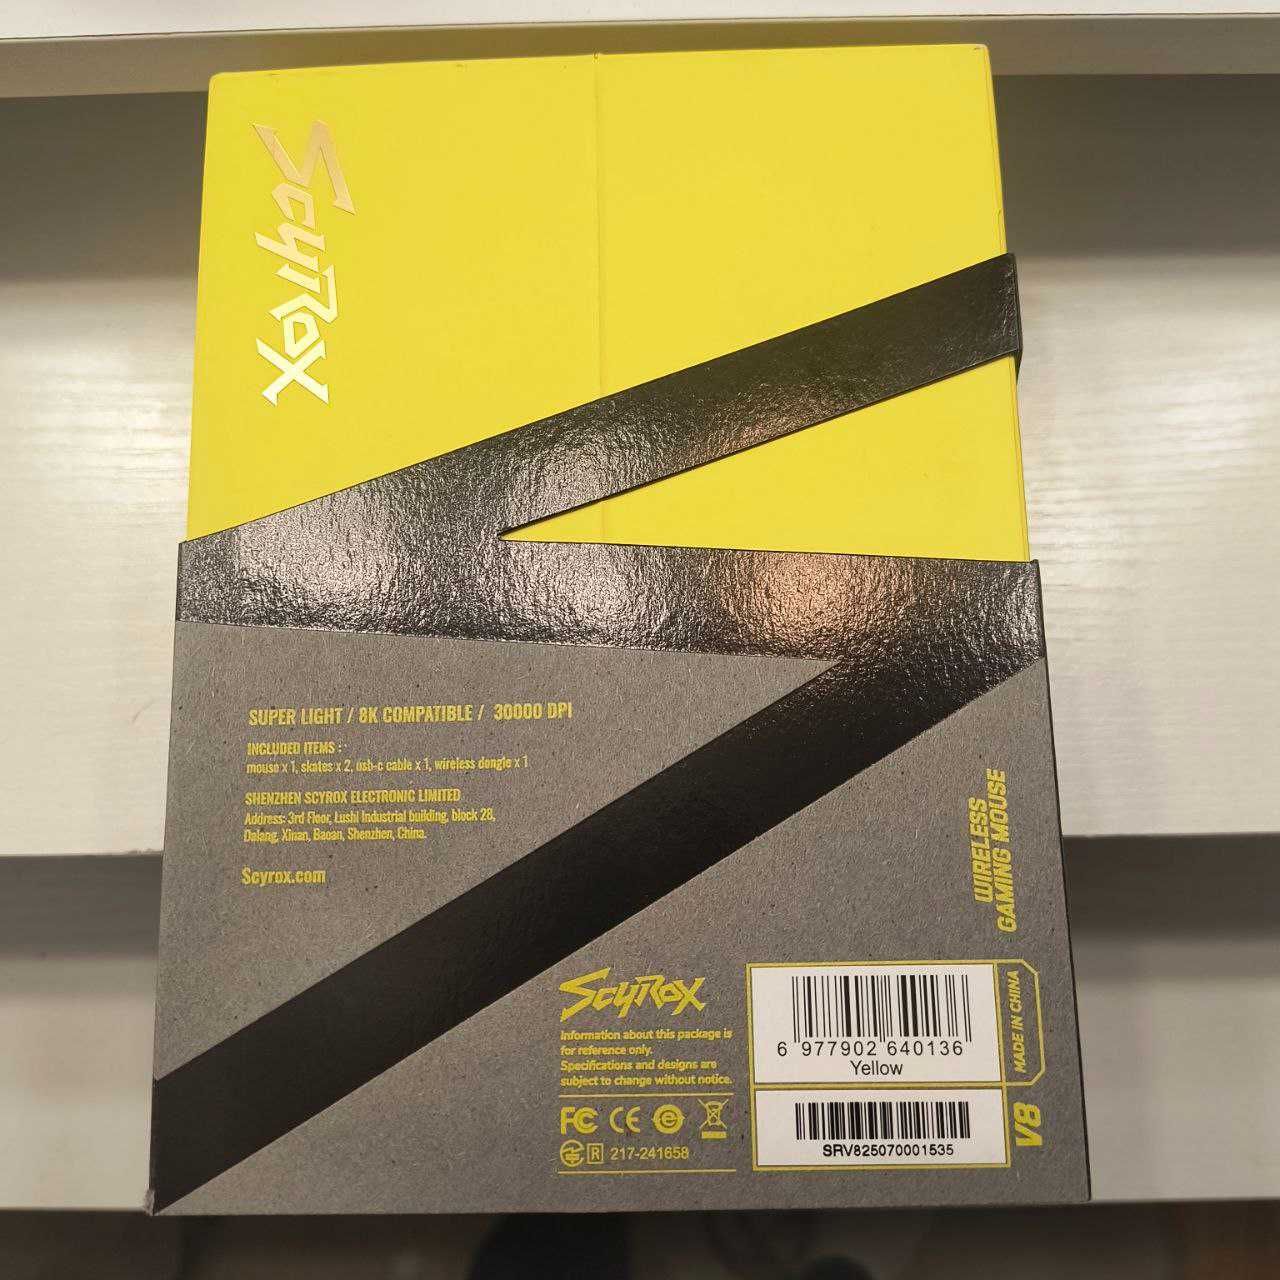 Scyrox
SUPER LIGHT / 8K COMPATIBLE / 30000 DPI
INCLUDED ITEMS :
mouse x 1, skates x 2, usb-c cable x 1, wireless dongle x 1
SHENZHEN SCYROX ELECTRONIC LIMITED
Address: 3rd Floor, Lushi Industrial building, block 28,
Dalang, Xinan, Baoan, Shenzhen, China.
Scyrox.com
WIRELESS
GAMING MOUSE
Scyrox
Information about this package is
for reference only.
Specifications and designs are
subject to change without notice.
FC CE
R 217-241658
6 977902 640136
Yellow
SRV825070001535
MADE IN CHINA
V8